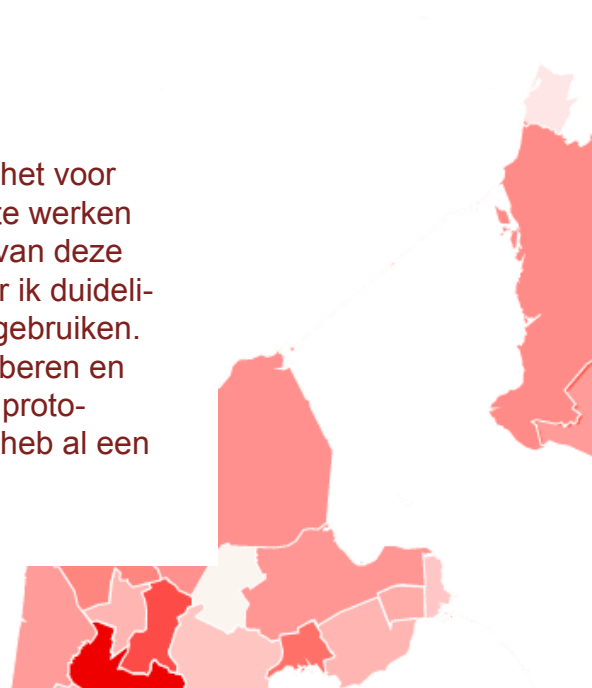 het voor
te werken
van deze
r ik duideli-
gebruiken.
beren en
proto-
heb al een